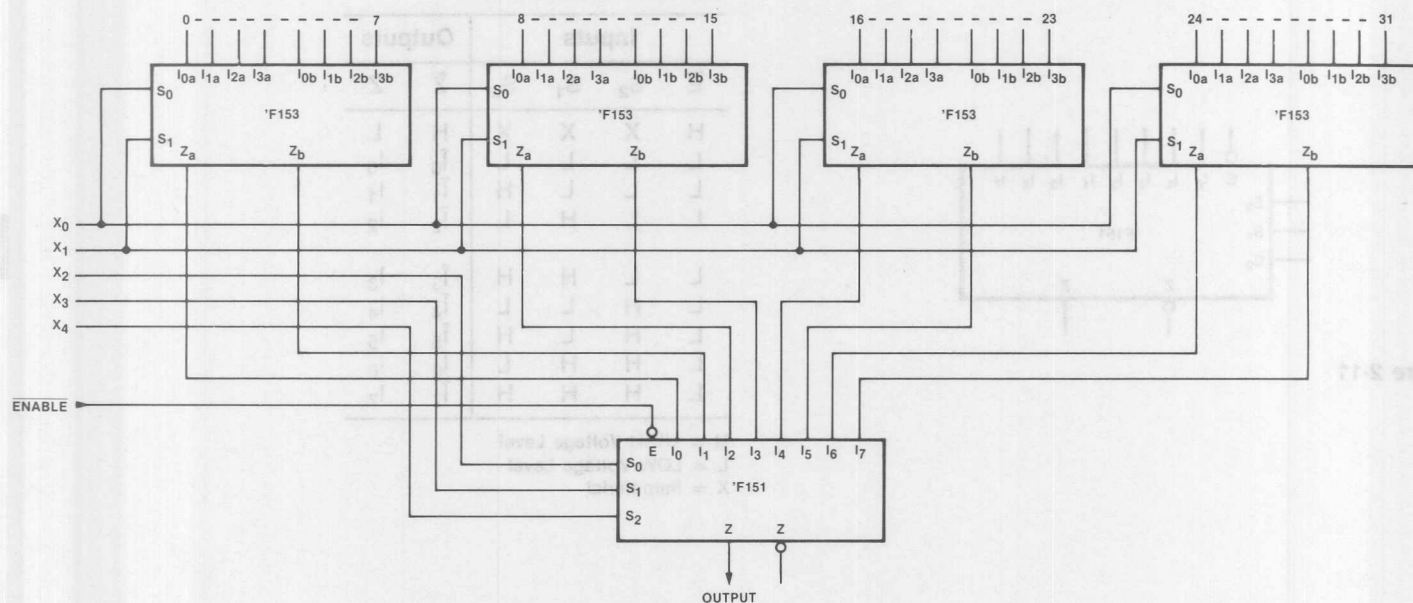 0 - - - - - - - - - - - - 7
8 - - - - - - - - - - - - 15
16 - - - - - - - - - - - - 23
24 - - - - - - - - - - - - 31
I0a I1a I2a I3a I0b I1b I2b I3b
S0
'F153
S1
Za Zb
I0a I1a I2a I3a I0b I1b I2b I3b
S0
'F153
S1
Za Zb
I0a I1a I2a I3a I0b I1b I2b I3b
S0
'F153
S1
Za Zb
I0a I1a I2a I3a I0b I1b I2b I3b
S0
'F153
S1
Za Zb
X0
X1
X2
X3
X4
ENABLE
E I0 I1 I2 I3 I4 I5 I6 I7
S0
'F151
S1
S2
Z Z
OUTPUT